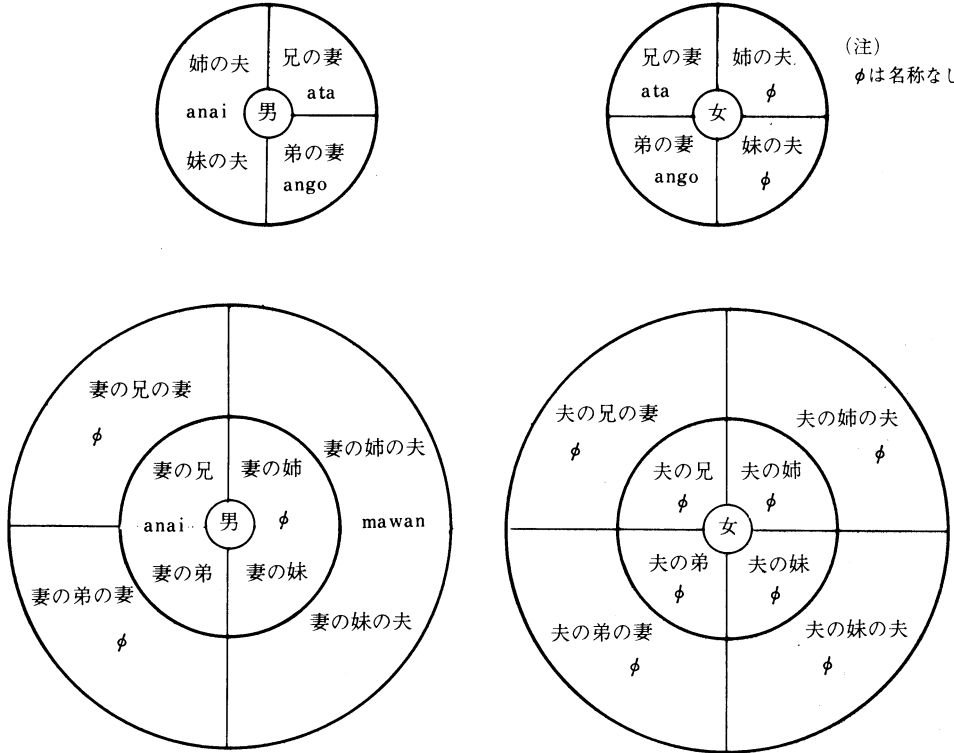 姉の夫
兄の妻
anai
ata
男
妹の夫
弟の妻
ango
兄の妻
姉の夫
ata
φ
女
弟の妻
妹の夫
ango
φ
(注)
φは名称なし
妻の兄の妻
φ
妻の兄
妻の姉
妻の姉の夫
anai
男
φ
mawan
妻の弟
妻の妹
妻の弟の妻
φ
妻の妹の夫
夫の兄の妻
φ
夫の姉の夫
φ
夫の兄
φ
夫の姉
φ
女
夫の弟
φ
夫の妹
φ
夫の弟の妻
φ
夫の妹の夫
φ